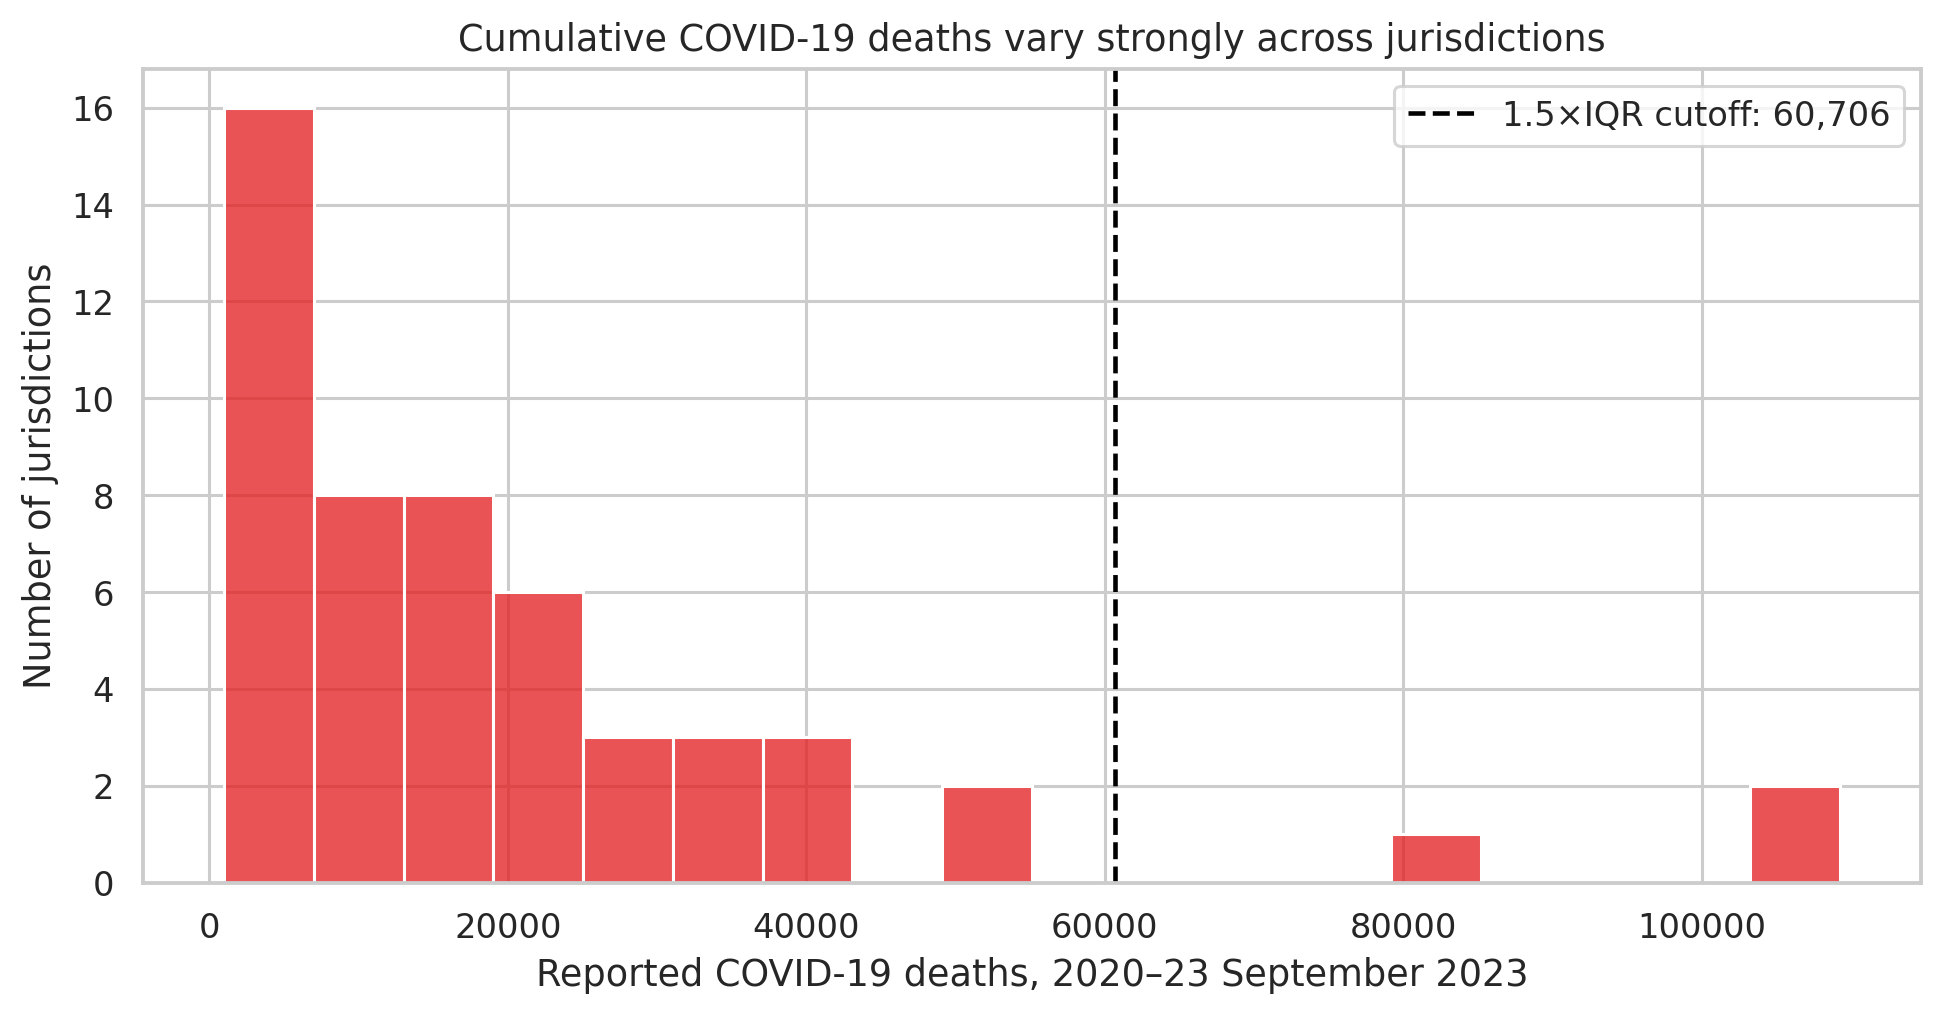 Cumulative COVID-19 deaths vary strongly across jurisdictions
1.5×IQR cutoff: 60,706
Number of jurisdictions
16
14
12
10
8
6
4
2
0
0 20000 40000 60000 80000 100000
Reported COVID-19 deaths, 2020–23 September 2023